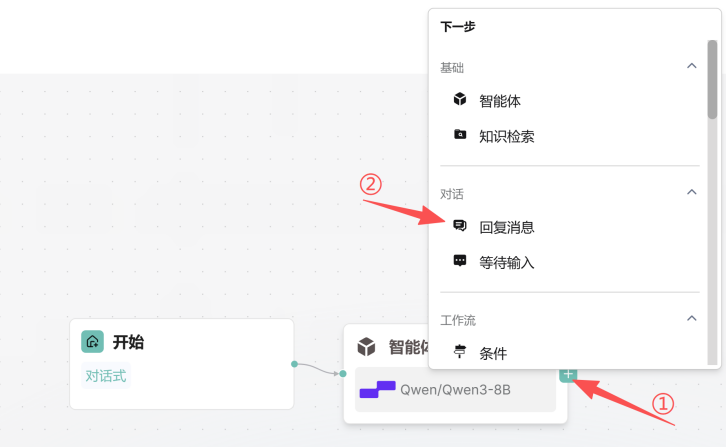 下一步
基础
智能体
知识检索
②
对话
回复消息
等待输入
工作流
条件
开始
对话式
智能体
Qwen/Qwen3-8B
①